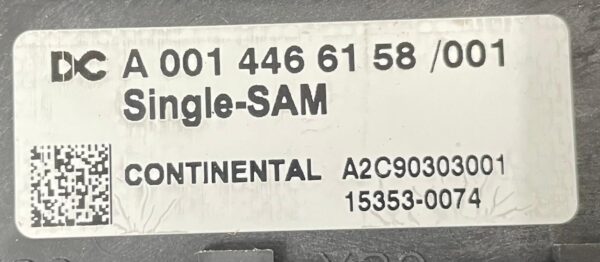 DC A 001 446 61 58 /001
Single-SAM
CONTINENTAL A2C90303001
15353-0074